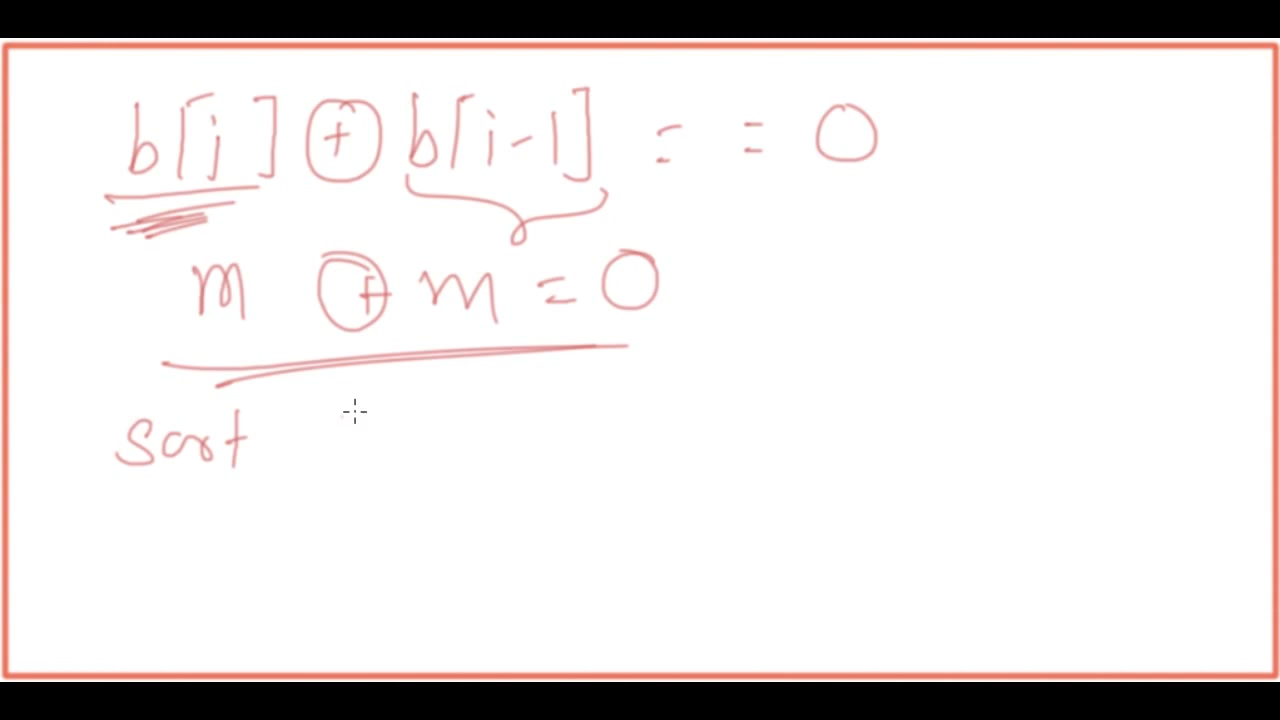 b[j] ⊕ b[i-1] = = 0
m ⊕ m = 0
sort